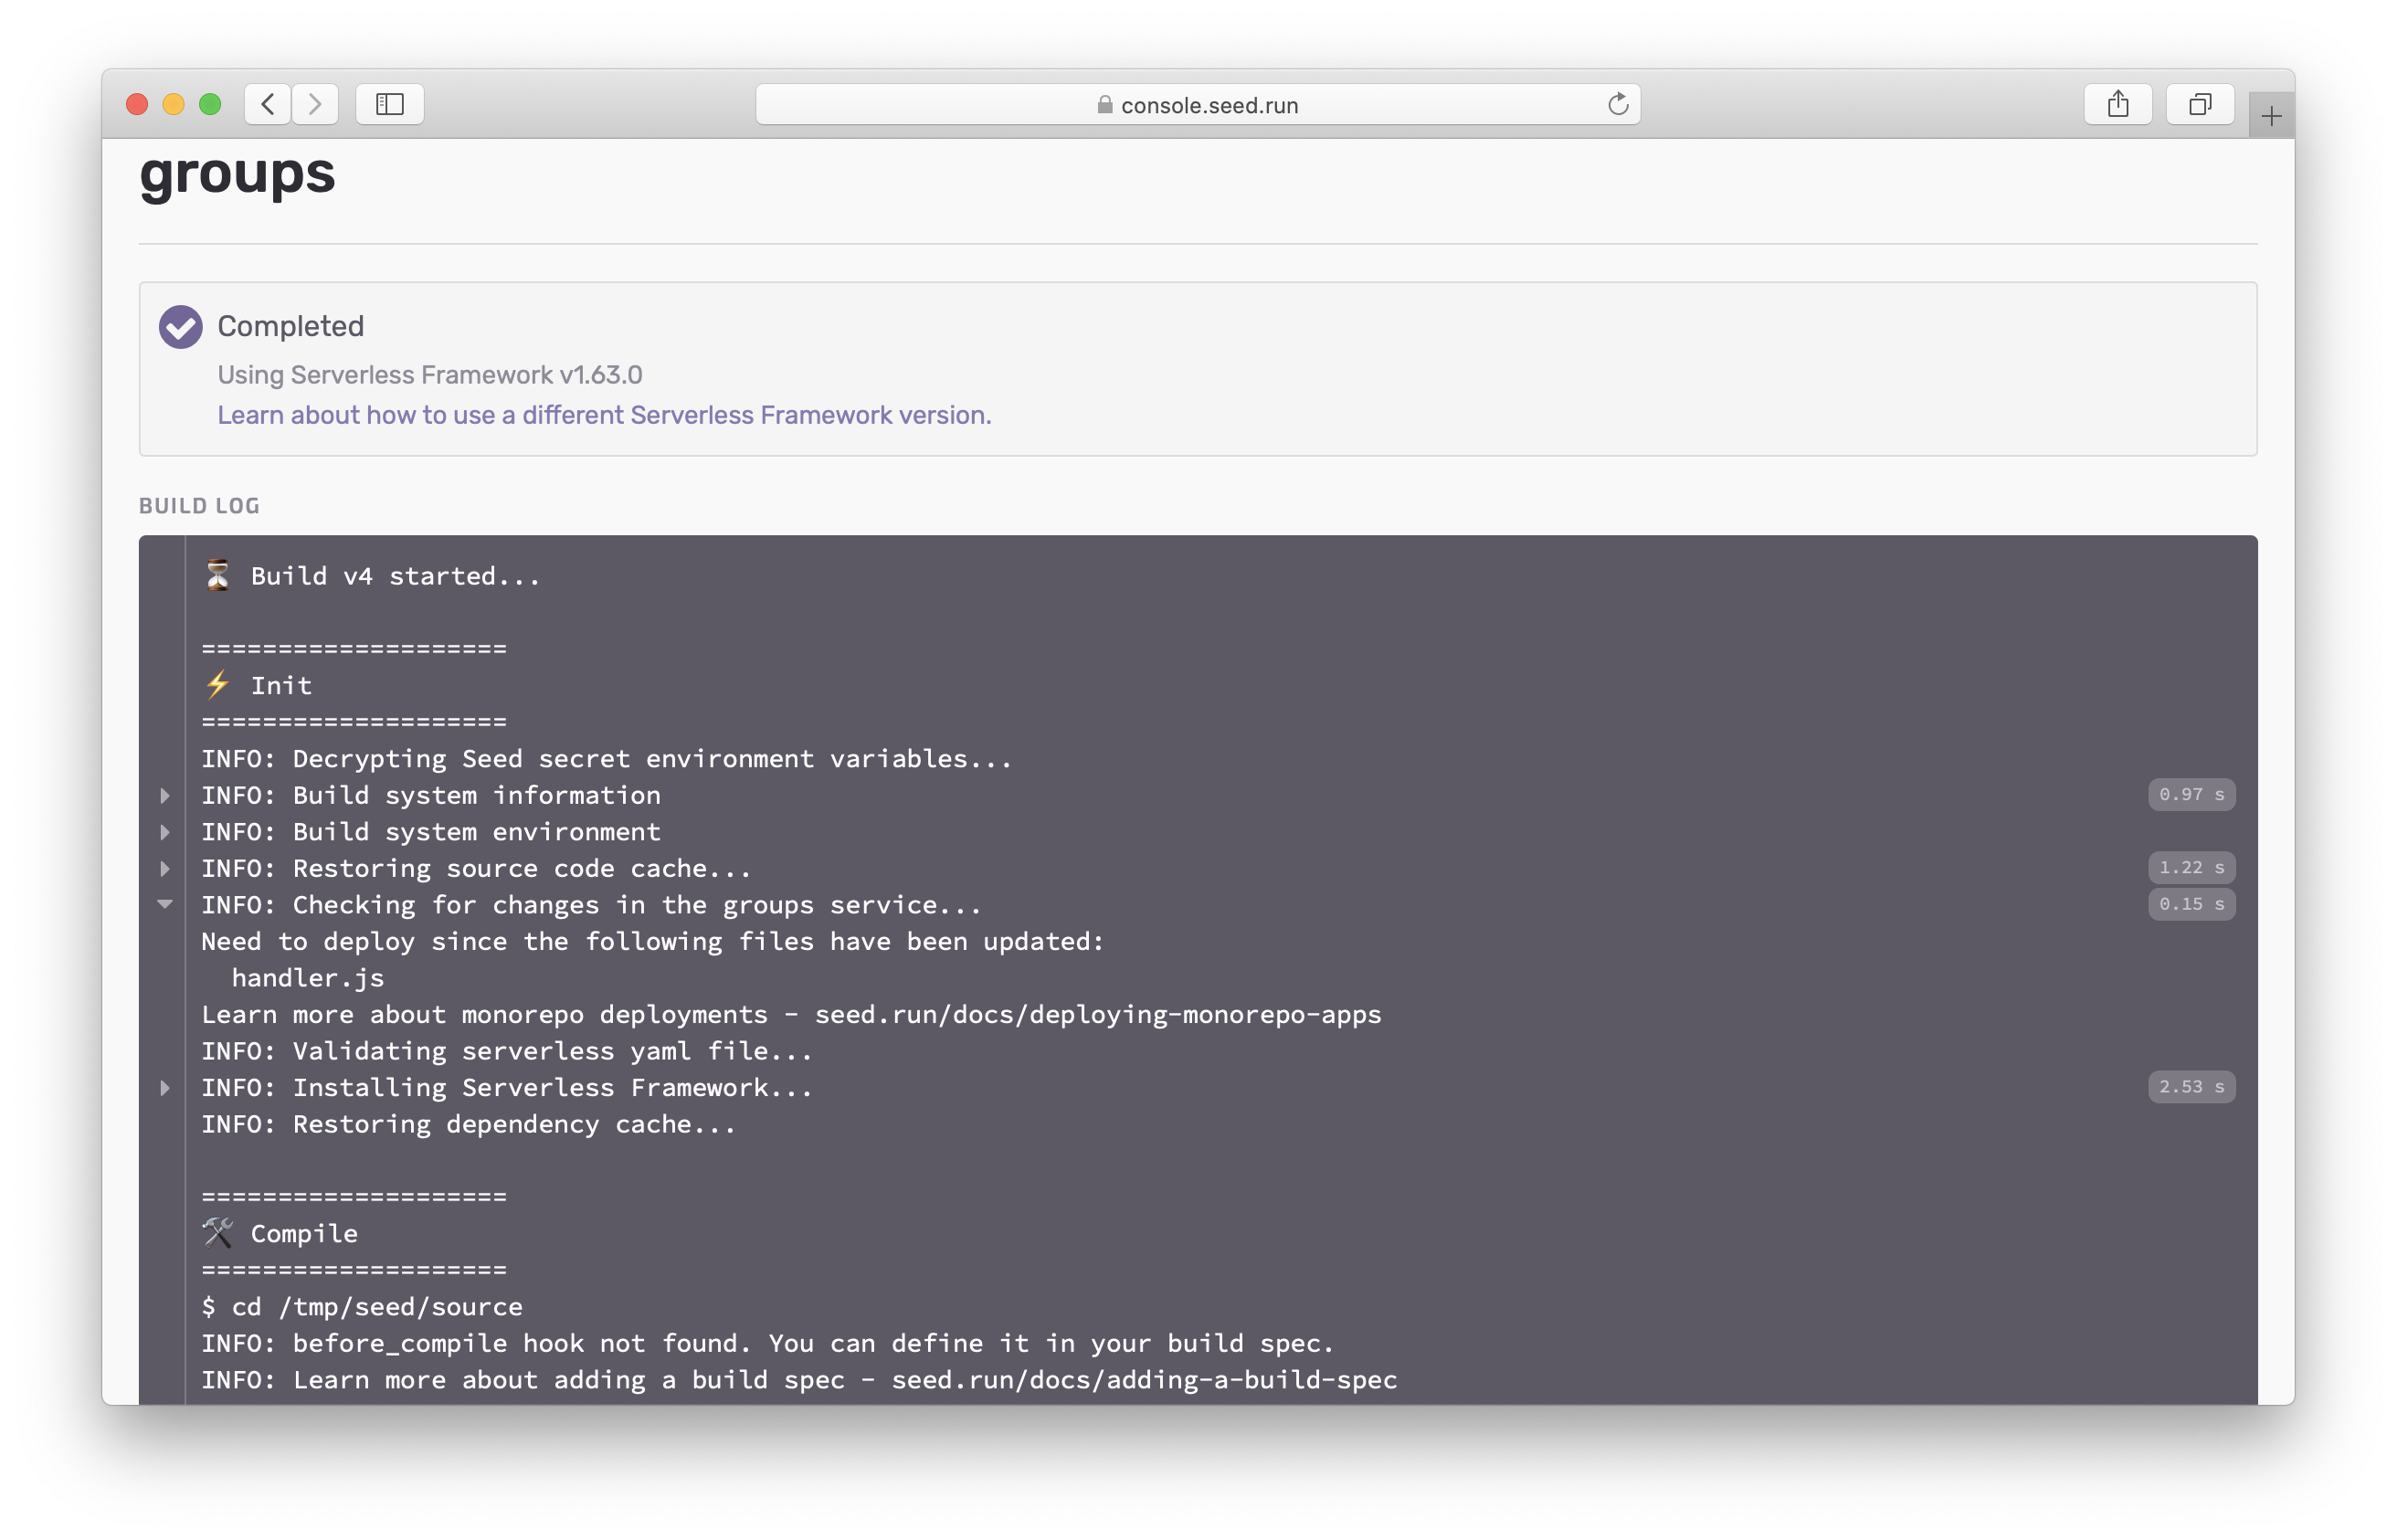 console.seed.run
groups
Completed
Using Serverless Framework v1.63.0
Learn about how to use a different Serverless Framework version.
BUILD LOG
⏳ Build v4 started...
====================
⚡ Init
====================
INFO: Decrypting Seed secret environment variables...
INFO: Build system information 0.97 s
INFO: Build system environment
INFO: Restoring source code cache... 1.22 s
INFO: Checking for changes in the groups service... 0.15 s
Need to deploy since the following files have been updated:
  handler.js
Learn more about monorepo deployments - seed.run/docs/deploying-monorepo-apps
INFO: Validating serverless yaml file...
INFO: Installing Serverless Framework... 2.53 s
INFO: Restoring dependency cache...
====================
🛠 Compile
====================
$ cd /tmp/seed/source
INFO: before_compile hook not found. You can define it in your build spec.
INFO: Learn more about adding a build spec - seed.run/docs/adding-a-build-spec